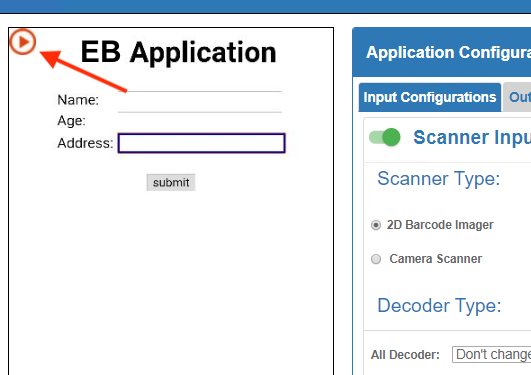 EB Application
Name:
Age:
Address:
submit
Application Configura
Input Configurations
Out
Scanner Inpu
Scanner Type:
2D Barcode Imager
Camera Scanner
Decoder Type:
All Decoder:
Don't change